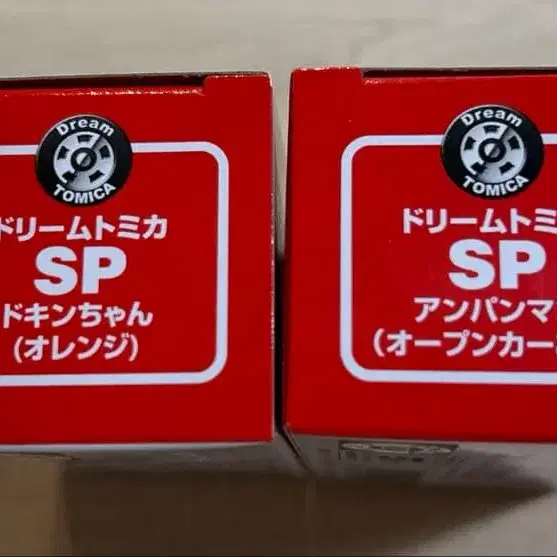 Dream
TOMICA
ドリームトミカ
SP
ドキンちゃん
(オレンジ)
Dream
TOMICA
ドリームトミ
SP
アンパンマ
(オープンカー